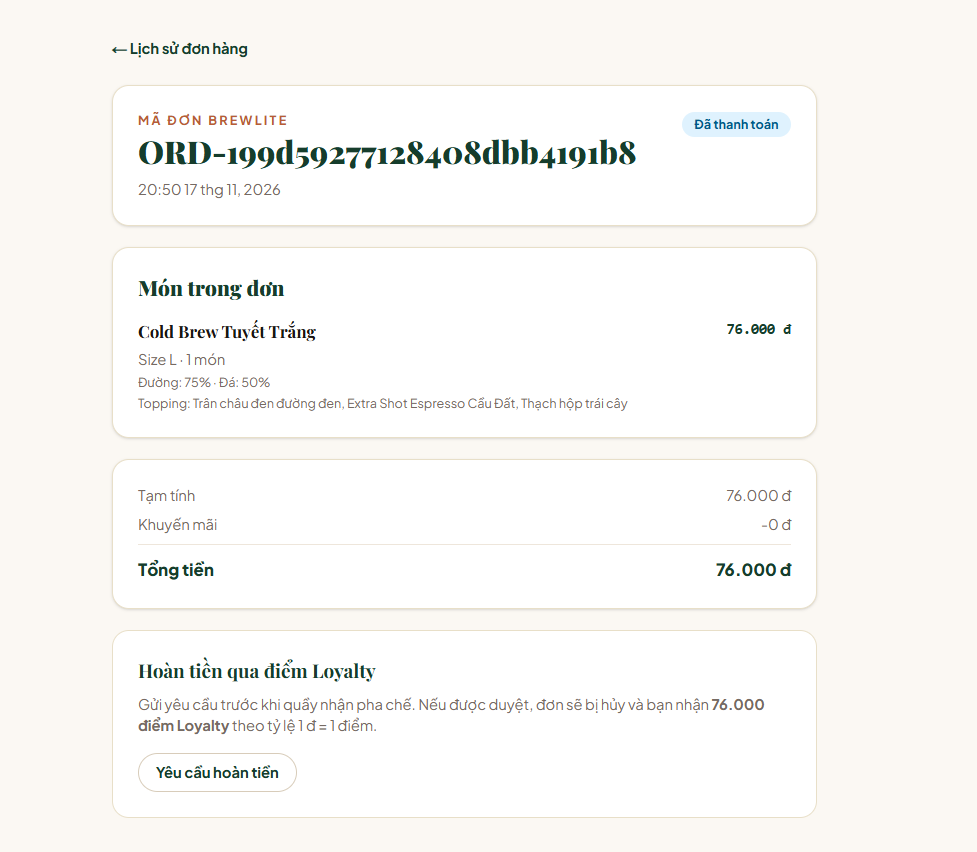 ← Lịch sử đơn hàng
MÃ ĐƠN BREWLITE
Đã thanh toán
ORD-199d59277128408dbb4191b8
20:50 17 thg 11, 2026
Món trong đơn
Cold Brew Tuyết Trắng
76.000 đ
Size L · 1 món
Đường: 75% · Đá: 50%
Topping: Trân châu đen đường đen, Extra Shot Espresso Cầu Đất, Thạch hộp trái cây
Tạm tính
76.000 đ
Khuyến mãi
-0 đ
Tổng tiền
76.000 đ
Hoàn tiền qua điểm Loyalty
Gửi yêu cầu trước khi quầy nhận pha chế. Nếu được duyệt, đơn sẽ bị hủy và bạn nhận 76.000
điểm Loyalty theo tỷ lệ 1 đ = 1 điểm.
Yêu cầu hoàn tiền